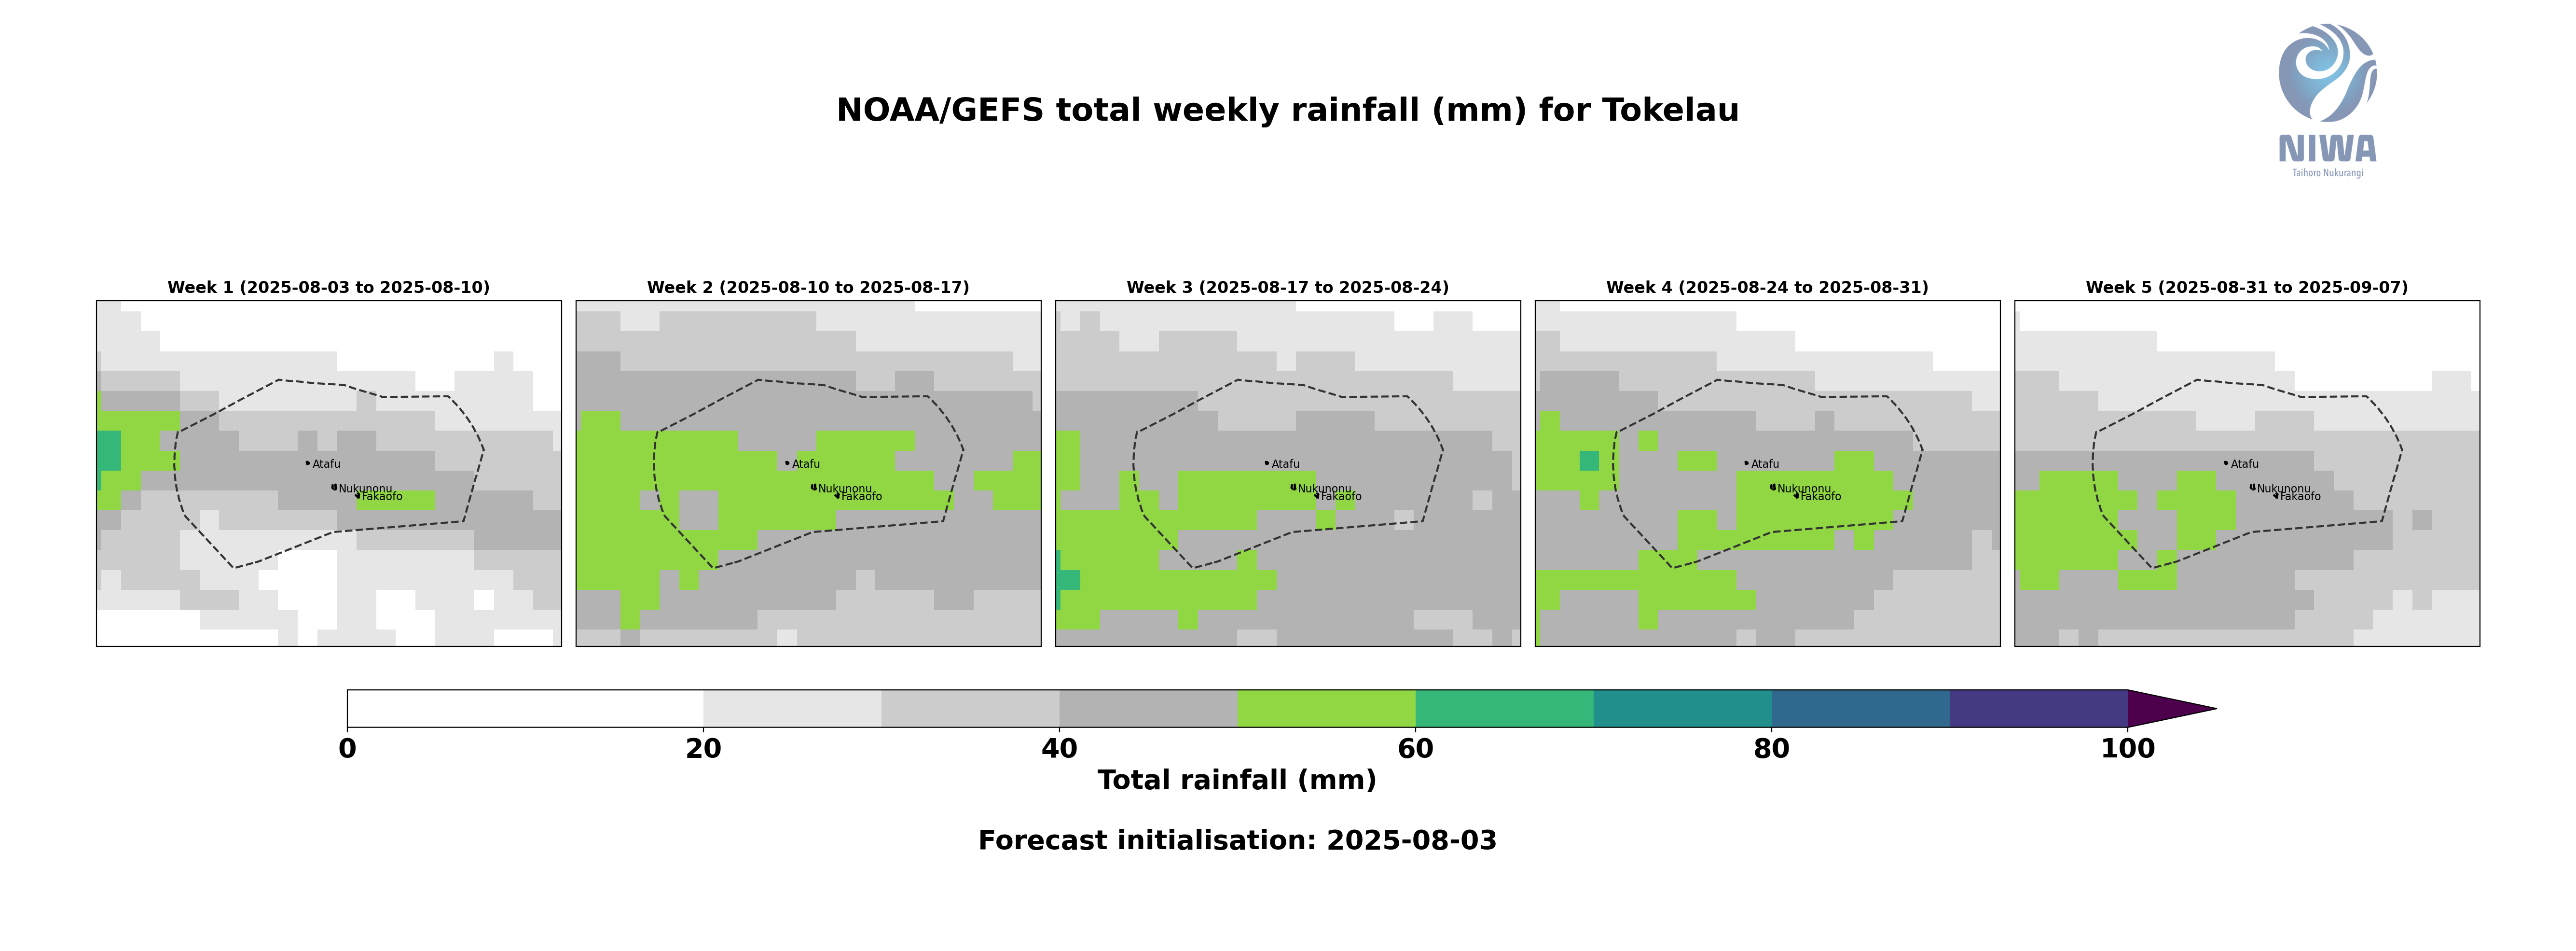 NOAA/GEFS total weekly rainfall (mm) for Tokelau
NIWA
Taihoro Nukurangi
Week 1 (2025-08-03 to 2025-08-10)
Week 2 (2025-08-10 to 2025-08-17)
Week 3 (2025-08-17 to 2025-08-24)
Week 4 (2025-08-24 to 2025-08-31)
Week 5 (2025-08-31 to 2025-09-07)
Atafu
Nukunonu
Fakaofo
Atafu
Nukunonu
Fakaofo
Atafu
Nukunonu
Fakaofo
Atafu
Nukunonu
Fakaofo
Atafu
Nukunonu
Fakaofo
0 20 40 60 80 100
Total rainfall (mm)
Forecast initialisation: 2025-08-03